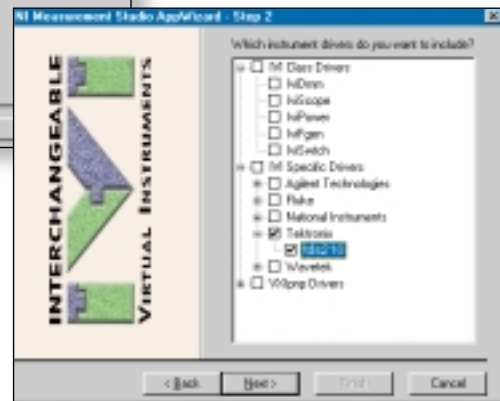 NI Measurement Studio AppWizard - Step 2
INTERCHANGEABLE
VIRTUAL INSTRUMENTS
Which instrument drivers do you want to include?
IVI Class Drivers
IviDmm
IviScope
IviPower
IviFgen
IviSwitch
IVI Specific Drivers
Agilent Technologies
Fluke
National Instruments
Tektronix
tds210
Wavetek
VXIpnp Drivers
< Back
Next >
Finish
Cancel